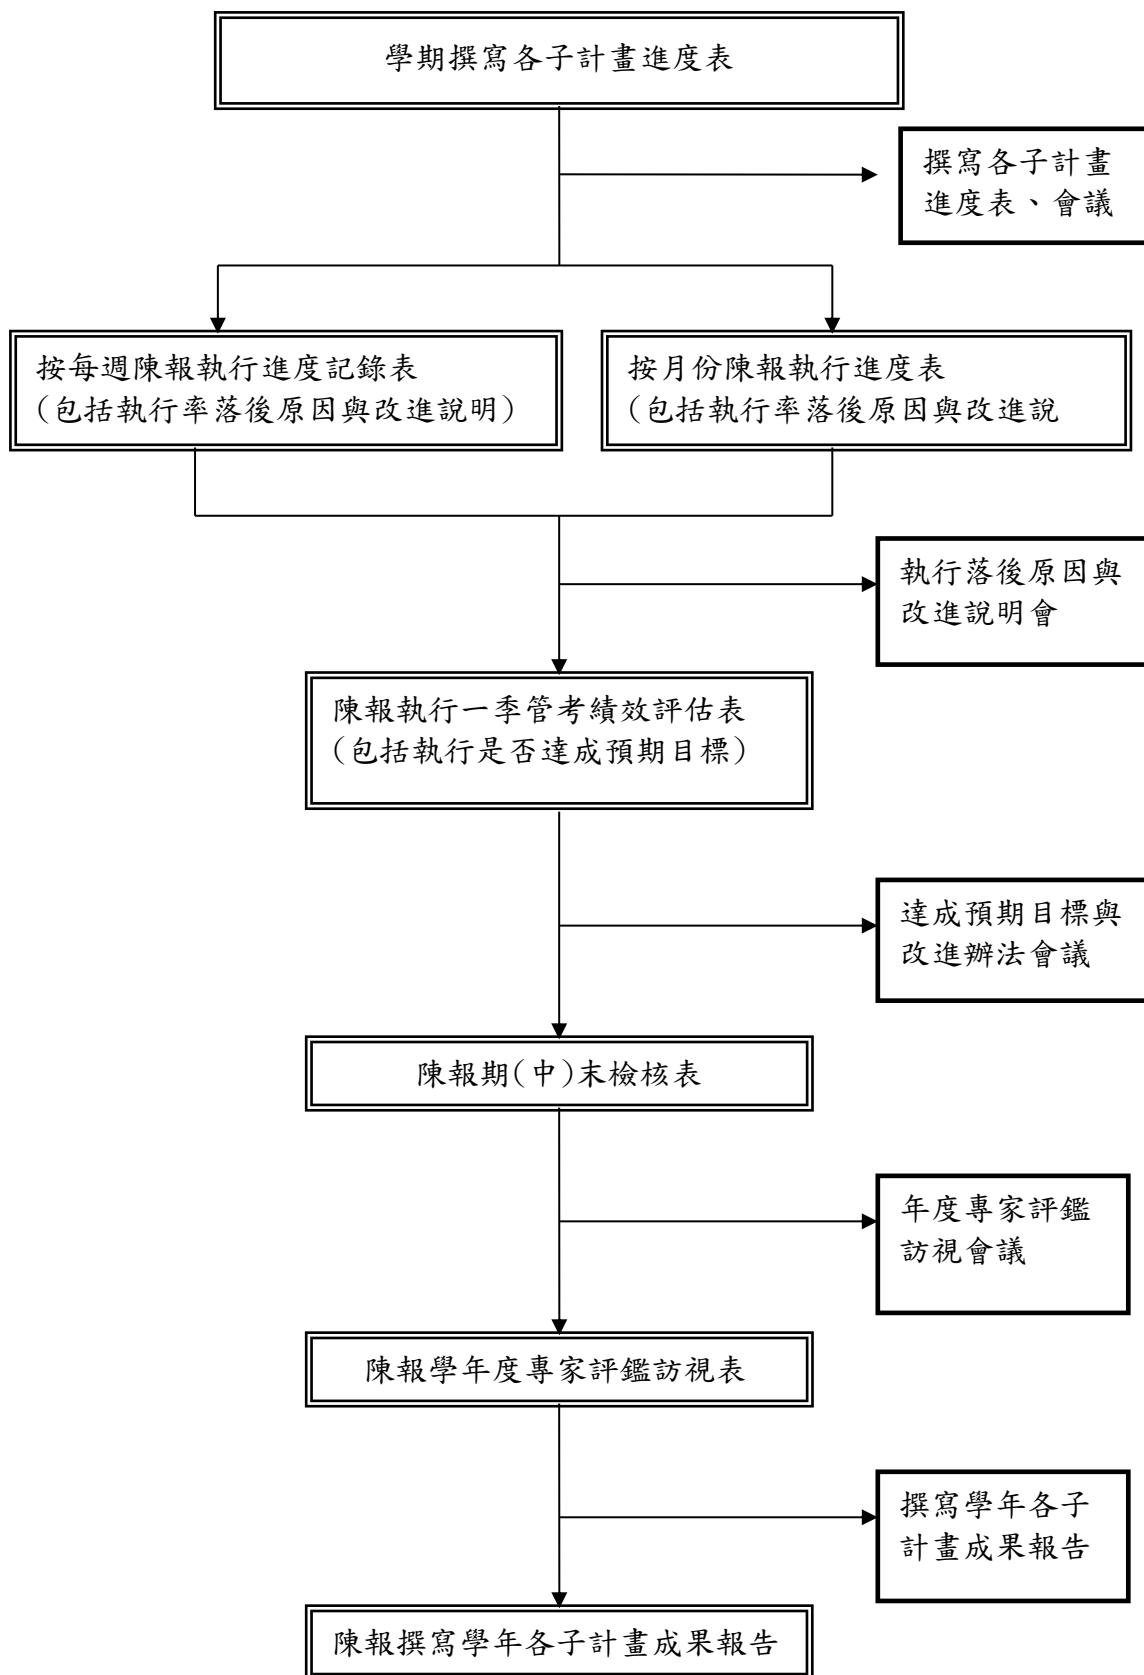 學期撰寫各子計畫進度表
撰寫各子計畫
進度表、會議
按每週陳報執行進度記錄表
(包括執行率落後原因與改進說明)
按月份陳報執行進度表
(包括執行率落後原因與改進說
執行落後原因與
改進說明會
陳報執行一季管考績效評估表
(包括執行是否達成預期目標)
達成預期目標與
改進辦法會議
陳報期(中)末檢核表
年度專家評鑑
訪視會議
陳報學年度專家評鑑訪視表
撰寫學年各子
計畫成果報告
陳報撰寫學年各子計畫成果報告